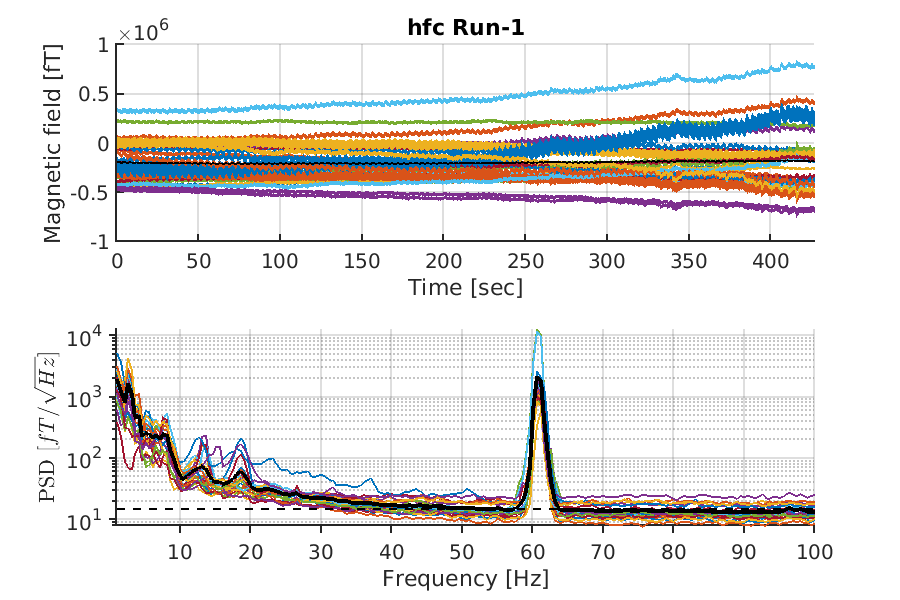 hfc Run-1
×10^6
Magnetic field [fT]
1
0.5
0
-0.5
-1
0 50 100 150 200 250 300 350 400
Time [sec]
PSD [fT/√Hz]
10^4
10^3
10^2
10^1
10 20 30 40 50 60 70 80 90 100
Frequency [Hz]